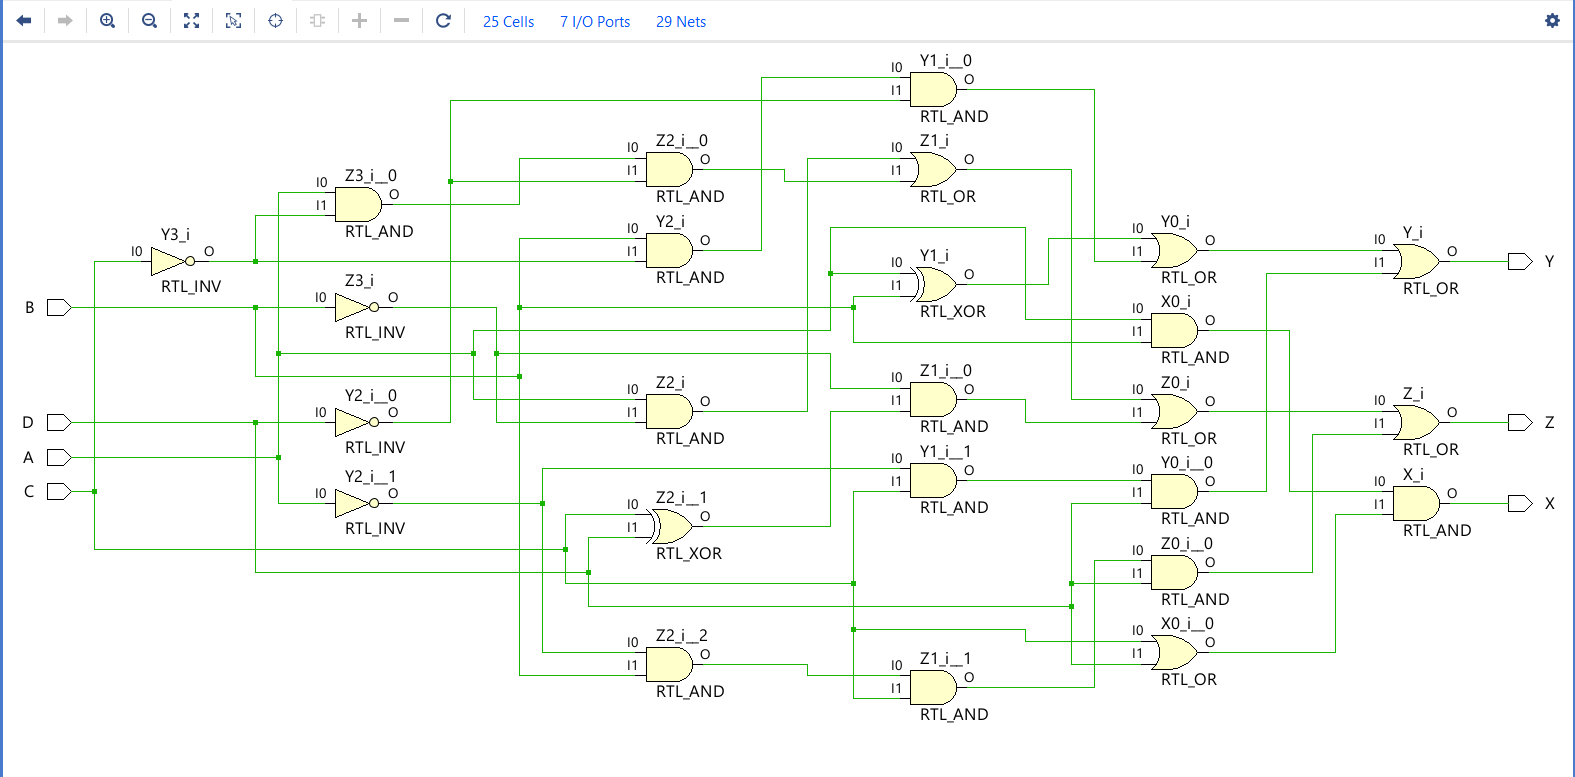 25 Cells 7 I/O Ports 29 Nets
Y1_i__0
I0 O
I1
RTL_AND
Z2_i__0
I0 O
I1
RTL_AND
Z1_i
I0 O
I1
RTL_OR
Z3_i__0
I0 O
I1
RTL_AND
Y2_i
I0 O
I1
RTL_AND
Y0_i
I0 O
I1
RTL_OR
Y3_i
I0 O
RTL_INV
Y_i
I0 O
I1
RTL_OR
Y
Y1_i
I0 O
I1
RTL_XOR
B
Z3_i
I0 O
RTL_INV
X0_i
I0 O
I1
RTL_AND
Z2_i
I0 O
I1
RTL_AND
Z1_i__0
I0 O
I1
RTL_AND
Z0_i
I0 O
I1
RTL_OR
Z_i
I0 O
I1
RTL_OR
Z
D
Y2_i__0
I0 O
RTL_INV
A
C
Y2_i__1
I0 O
RTL_INV
Y1_i__1
I0 O
I1
RTL_AND
Y0_i__0
I0 O
I1
RTL_AND
X_i
I0 O
I1
RTL_AND
X
Z2_i__1
I0 O
I1
RTL_XOR
Z0_i__0
I0 O
I1
RTL_AND
Z2_i__2
I0 O
I1
RTL_AND
X0_i__0
I0 O
I1
RTL_OR
Z1_i__1
I0 O
I1
RTL_AND